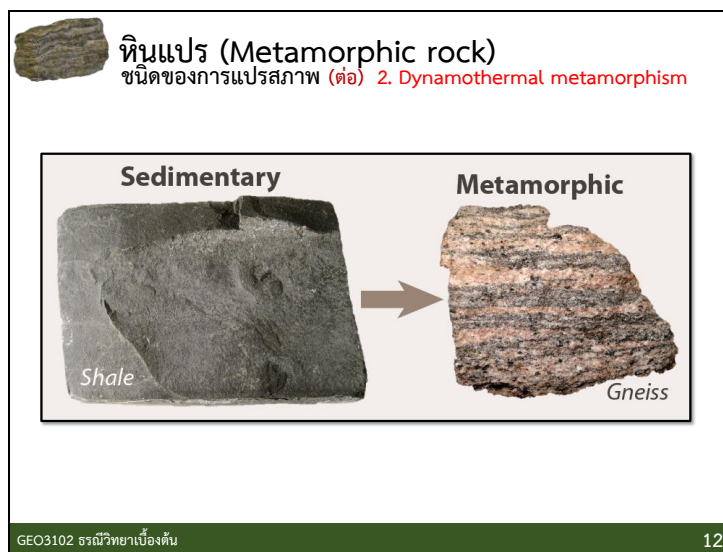 หินแปร (Metamorphic rock)
ชนิดของการแปรสภาพ (ต่อ) 2. Dynamothermal metamorphism
Sedimentary
Metamorphic
Shale
Gneiss
GEO3102 ธรณีวิทยาเบื้องต้น
12